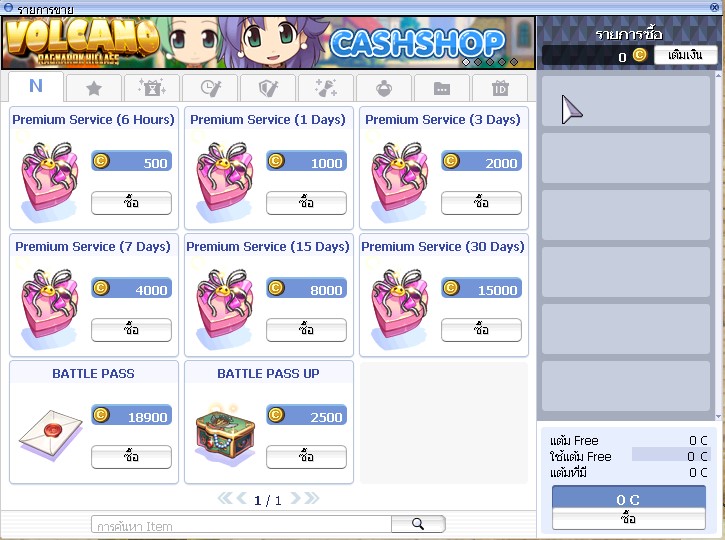 รายการขาย
VOLCANO
RAGNAROK VILLAGE
CASHSHOP
รายการซื้อ
0 C
เติมเงิน
N
ID
Premium Service (6 Hours)
C 500
ซื้อ
Premium Service (1 Days)
C 1000
ซื้อ
Premium Service (3 Days)
C 2000
ซื้อ
Premium Service (7 Days)
C 4000
ซื้อ
Premium Service (15 Days)
C 8000
ซื้อ
Premium Service (30 Days)
C 15000
ซื้อ
BATTLE PASS
C 18900
ซื้อ
BATTLE PASS UP
C 2500
ซื้อ
1 / 1
การค้นหา Item
แต้ม Free 0 C
ใช้แต้ม Free 0 C
แต้มที่มี 0 C
0 C
ซื้อ